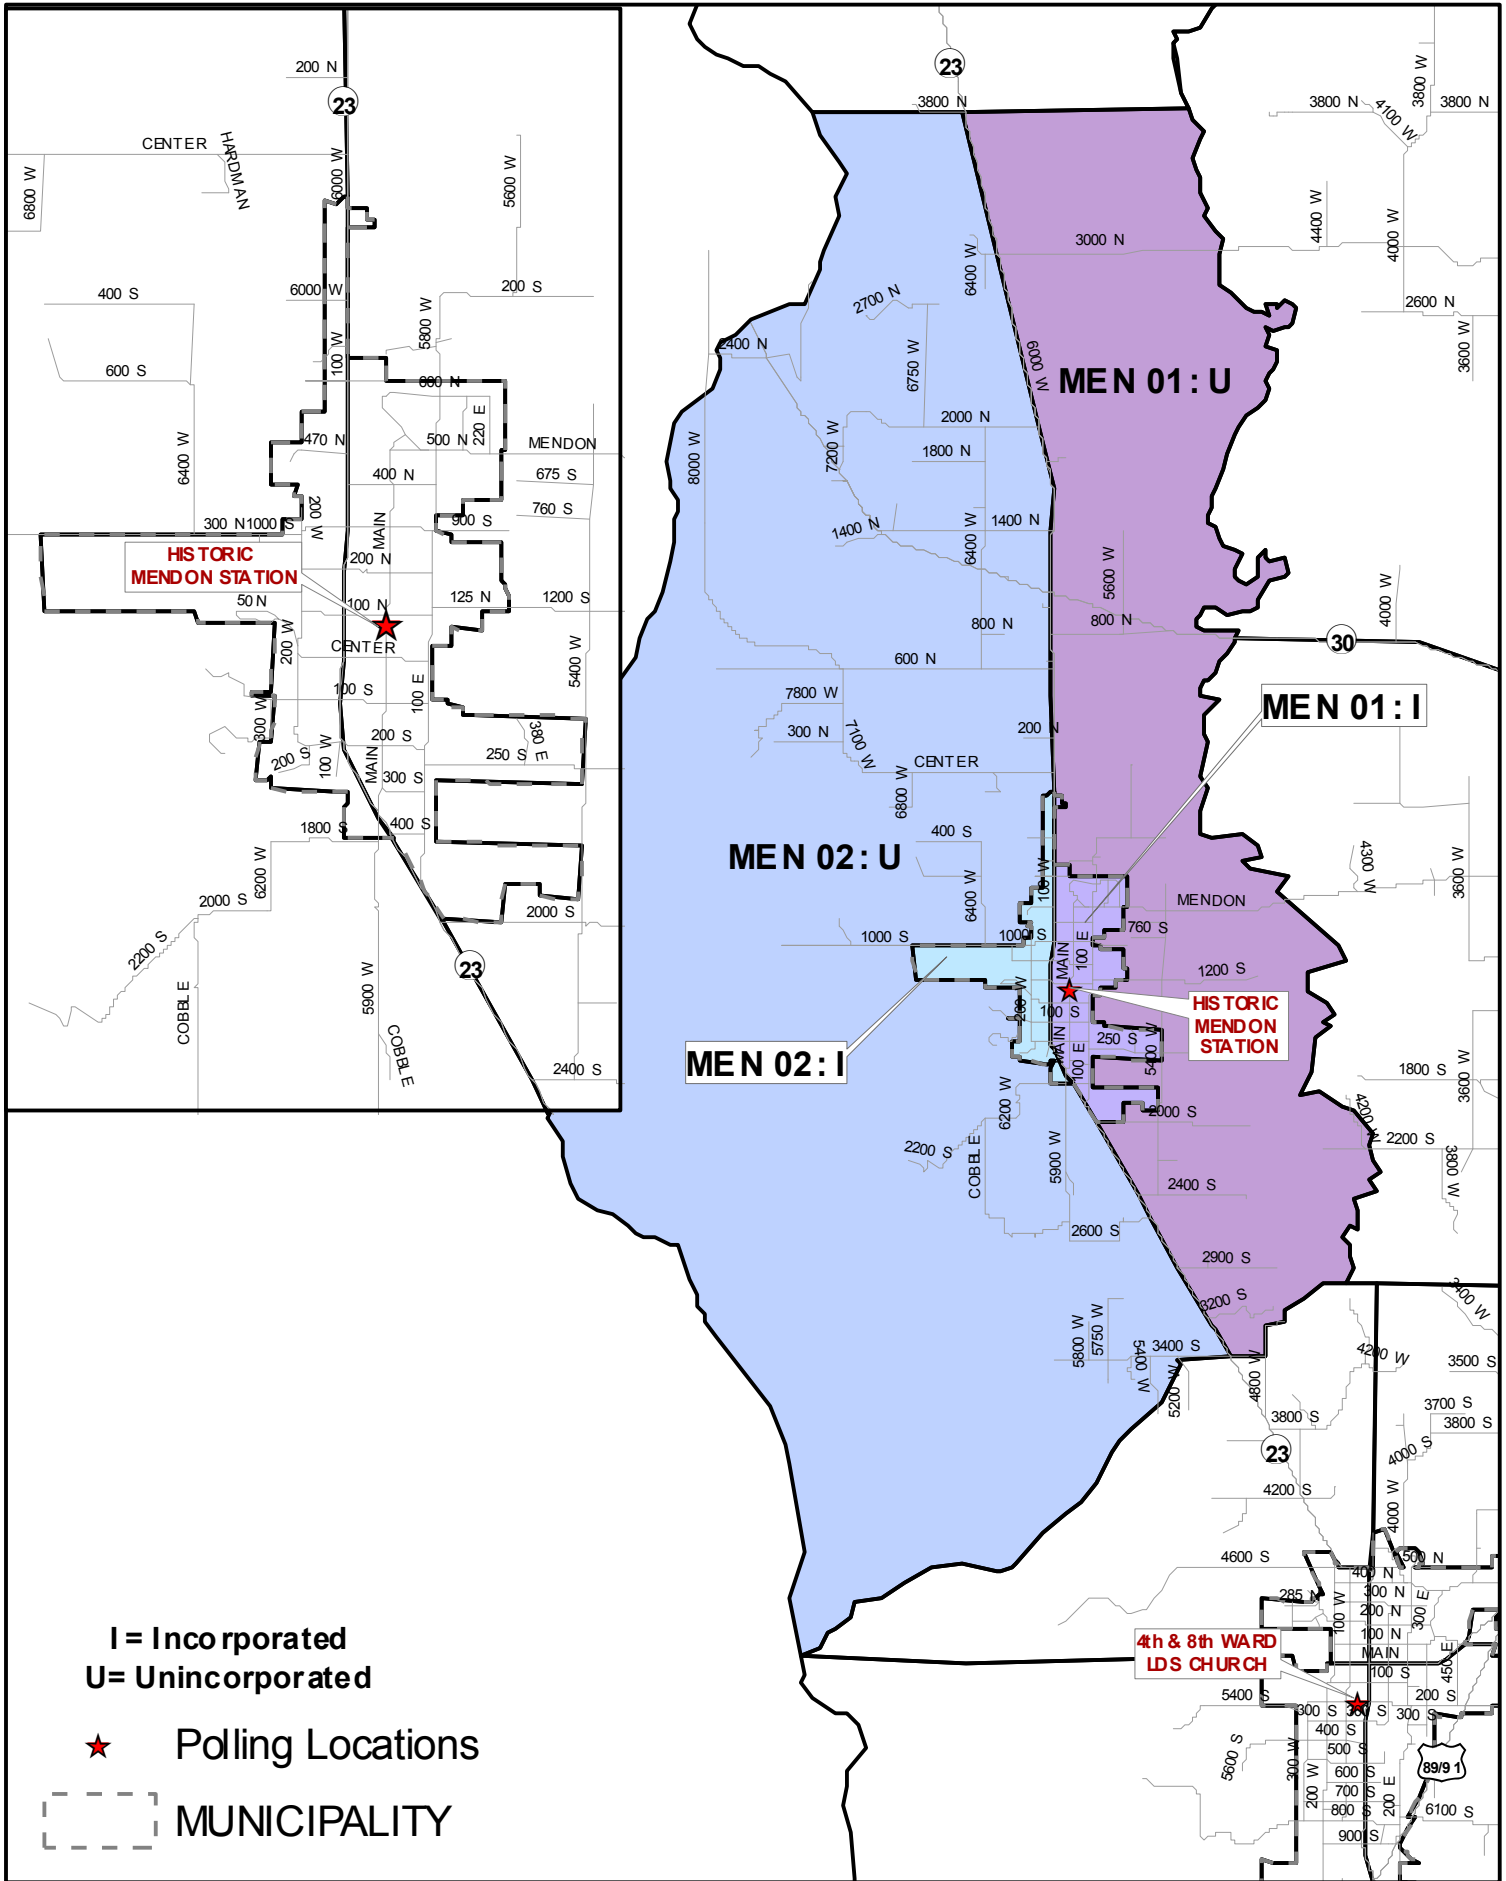 200 N
23
CENTER
HARDMAN
6000 W
5600 W
6800 W
400 S
6000 W
5800 W
200 S
600 S
100 W
800 N
220 E
470 N
500 N
MENDON
6400 W
400 N
675 S
200 W
760 S
300 N
1000 S
MAIN
900 S
HISTORIC
MENDON STATION
200 N
50 N
100 N
125 N
1200 S
200 W
CENTER
5400 W
100 S
100 E
300 W
380 E
200 S
200 S
100 W
MAIN
250 S
300 S
1800 S
400 S
6200 W
2000 S
2000 S
2200 S
COBBLE
5900 W
23
COBBLE
2400 S
23
3800 N
3800 N
4100 W
3800 W
3800 N
4400 W
4000 W
3000 N
6400 W
2700 N
2600 N
3600 W
2400 N
6750 W
6000 W
MEN 01: U
2000 N
7200 W
1800 N
8000 W
1400 N
6400 W
1400 N
5600 W
4000 W
800 N
800 N
30
600 N
7800 W
MEN 01: I
300 N
7100 W
200 N
CENTER
6800 W
400 S
MEN 02: U
100 W
4300 W
3600 W
6400 W
MENDON
1000 S
1000 S
MAIN
100 E
760 S
1200 S
200 W
100 S
HISTORIC
MENDON
STATION
MEN 02: I
MAIN
100 E
250 S
5400 W
1800 S
3600 W
6200 W
2000 S
4200 W
2200 S
2200 S
COBBLE
5900 W
3800 W
2400 S
2600 S
2900 S
3200 S
3400 W
5800 W
5750 W
5400 W
3400 S
5200 W
4800 W
4200 W
3500 S
3700 S
3800 S
3800 S
23
4000 S
4200 S
4000 W
4600 S
500 N
400 N
285 N
100 W
300 N
300 E
200 N
100 N
4th & 8th WARD
LDS CHURCH
MAIN
450 E
100 S
5400 S
200 S
300 S
300 S
300 S
400 S
5600 S
300 W
500 S
89/91
600 S
200 W
700 S
200 E
800 S
6100 S
900 S
I = Incorporated
U= Unincorporated
Polling Locations
MUNICIPALITY